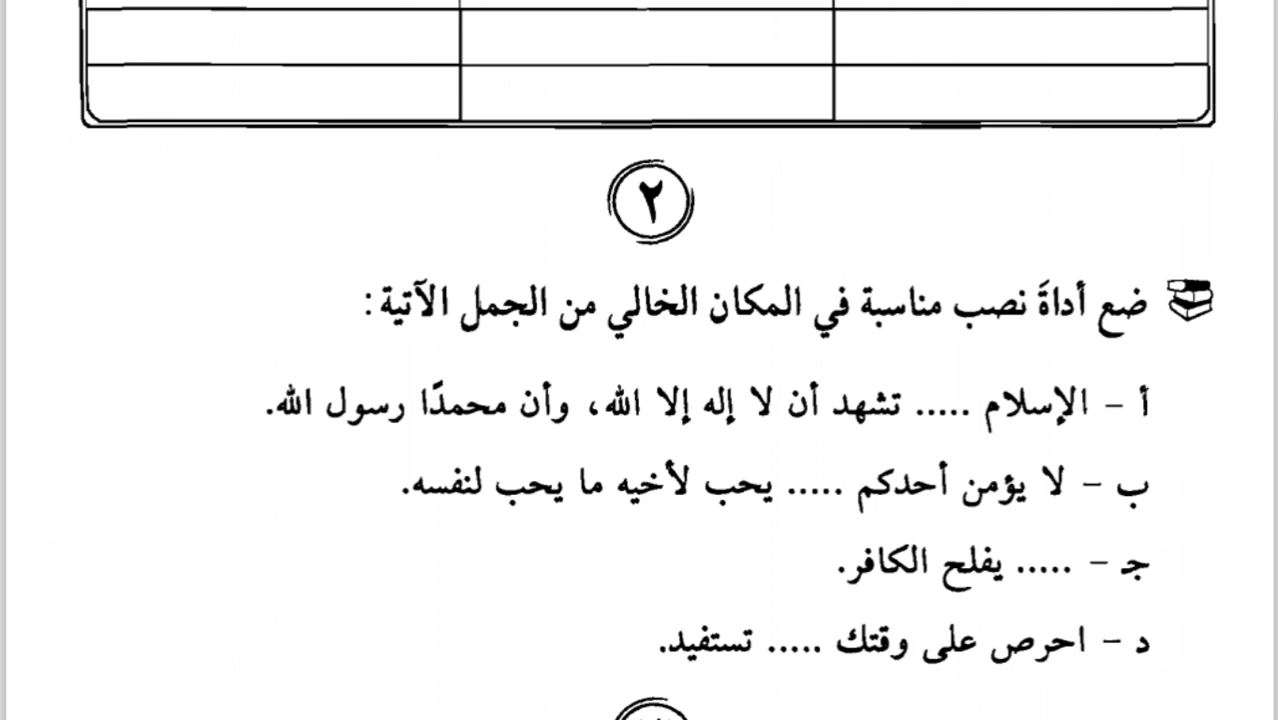 ٢
ضع أداةَ نصب مناسبة في المكان الخالي من الجمل الآتية:
أ – الإسلام ..... تشهد أن لا إله إلا الله، وأن محمدًا رسول الله.
ب – لا يؤمن أحدكم ..... يحب لأخيه ما يحب لنفسه.
جـ – ..... يفلح الكافر.
د – احرص على وقتك ..... تستفيد.